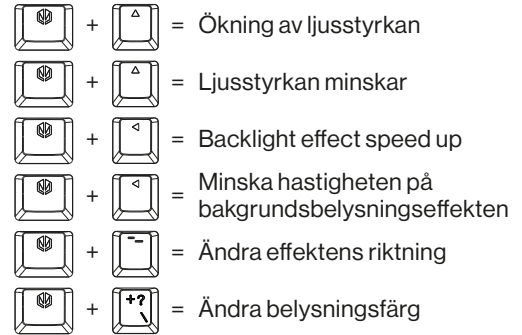 + △ = Ökning av ljusstyrkan
+ △ = Ljusstyrkan minskar
+ ◁ = Backlight effect speed up
+ ◁ = Minska hastigheten på
bakgrundsbelysningseffekten
+ -_ = Ändra effektens riktning
+ +? \ = Ändra belysningsfärg